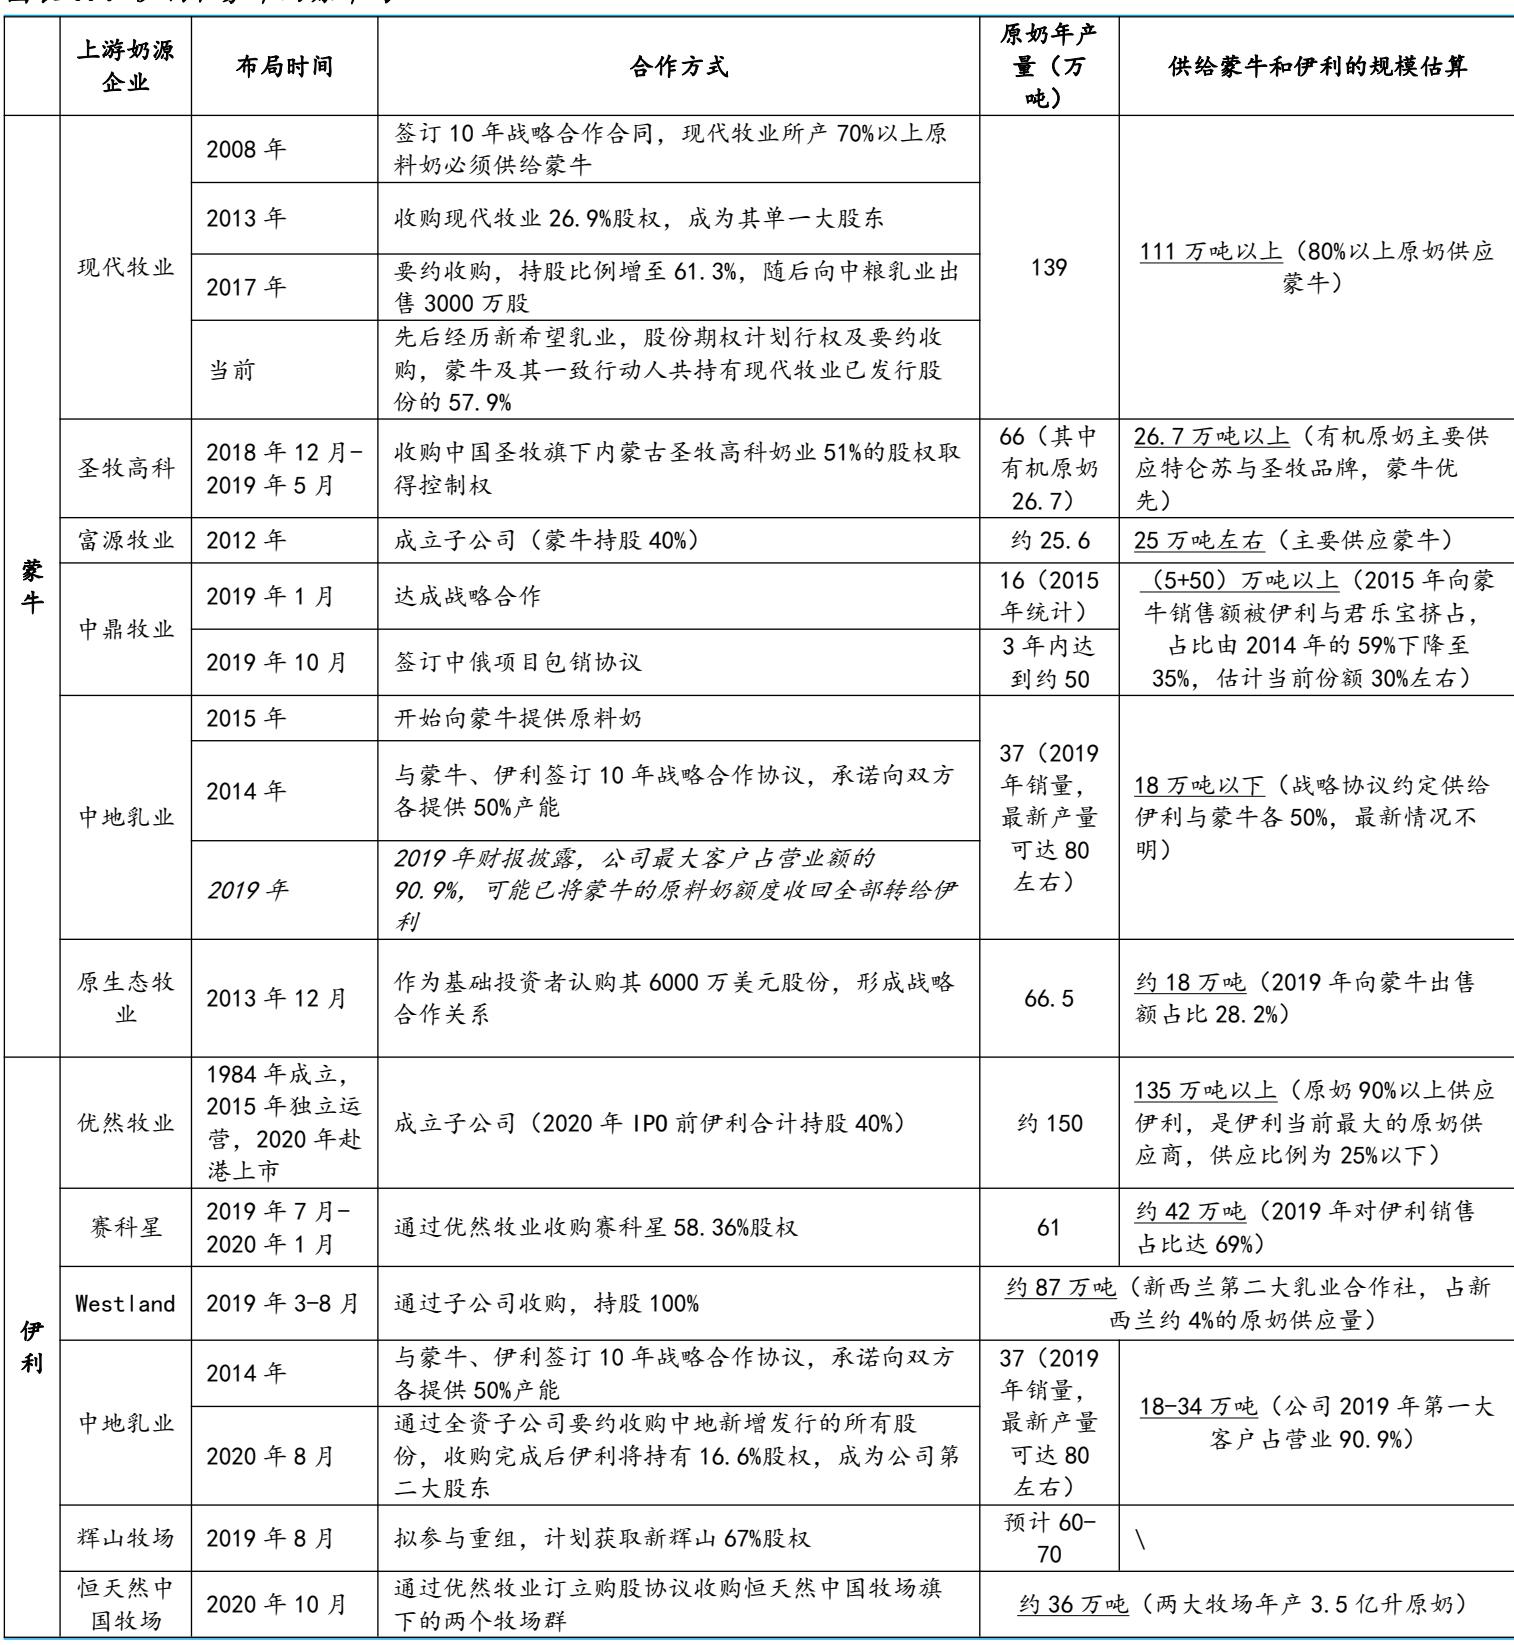 上游奶源
企业
布局时间
合作方式
原奶年产
量（万
吨）
供给蒙牛和伊利的规模估算
蒙
牛
现代牧业
2008 年
签订 10 年战略合作合同，现代牧业所产 70%以上原
料奶必须供给蒙牛
2013 年
收购现代牧业 26.9%股权，成为其单一大股东
2017 年
要约收购，持股比例增至 61.3%，随后向中粮乳业出
售 3000 万股
当前
先后经历新希望乳业，股份期权计划行权及要约收
购，蒙牛及其一致行动人共持有现代牧业已发行股
份的 57.9%
139
111 万吨以上（80%以上原奶供应
蒙牛）
圣牧高科
2018 年 12 月-
2019 年 5 月
收购中国圣牧旗下内蒙古圣牧高科奶业 51%的股权取
得控制权
66（其中
有机原奶
26.7）
26.7 万吨以上（有机原奶主要供
应特仑苏与圣牧品牌，蒙牛优
先）
富源牧业
2012 年
成立子公司（蒙牛持股 40%）
约 25.6
25 万吨左右（主要供应蒙牛）
中鼎牧业
2019 年 1 月
达成战略合作
16（2015
年统计）
2019 年 10 月
签订中俄项目包销协议
3 年内达
到约 50
（5+50）万吨以上（2015 年向蒙
牛销售额被伊利与君乐宝挤占，
占比由 2014 年的 59%下降至
35%，估计当前份额 30%左右）
中地乳业
2015 年
开始向蒙牛提供原料奶
2014 年
与蒙牛、伊利签订 10 年战略合作协议，承诺向双方
各提供 50%产能
2019 年
2019 年财报披露，公司最大客户占营业额的
90.9%，可能已将蒙牛的原料奶额度收回全部转给伊
利
37（2019
年销量，
最新产量
可达 80
左右）
18 万吨以下（战略协议约定供给
伊利与蒙牛各 50%，最新情况不
明）
原生态牧
业
2013 年 12 月
作为基础投资者认购其 6000 万美元股份，形成战略
合作关系
66.5
约 18 万吨（2019 年向蒙牛出售
额占比 28.2%）
伊
利
优然牧业
1984 年成立，
2015 年独立运
营，2020 年赴
港上市
成立子公司（2020 年 IPO 前伊利合计持股 40%）
约 150
135 万吨以上（原奶 90%以上供应
伊利，是伊利当前最大的原奶供
应商，供应比例为 25%以下）
赛科星
2019 年 7 月-
2020 年 1 月
通过优然牧业收购赛科星 58.36%股权
61
约 42 万吨（2019 年对伊利销售
占比达 69%）
Westland
2019 年 3-8 月
通过子公司收购，持股 100%
约 87 万吨（新西兰第二大乳业合作社，占新
西兰约 4%的原奶供应量）
中地乳业
2014 年
与蒙牛、伊利签订 10 年战略合作协议，承诺向双方
各提供 50%产能
2020 年 8 月
通过全资子公司要约收购中地新增发行的所有股
份，收购完成后伊利将持有 16.6%股权，成为公司第
二大股东
37（2019
年销量，
最新产量
可达 80
左右）
18-34 万吨（公司 2019 年第一大
客户占营业 90.9%）
辉山牧场
2019 年 8 月
拟参与重组，计划获取新辉山 67%股权
预计 60-
70
\
恒天然中
国牧场
2020 年 10 月
通过优然牧业订立购股协议收购恒天然中国牧场旗
下的两个牧场群
约 36 万吨（两大牧场年产 3.5 亿升原奶）